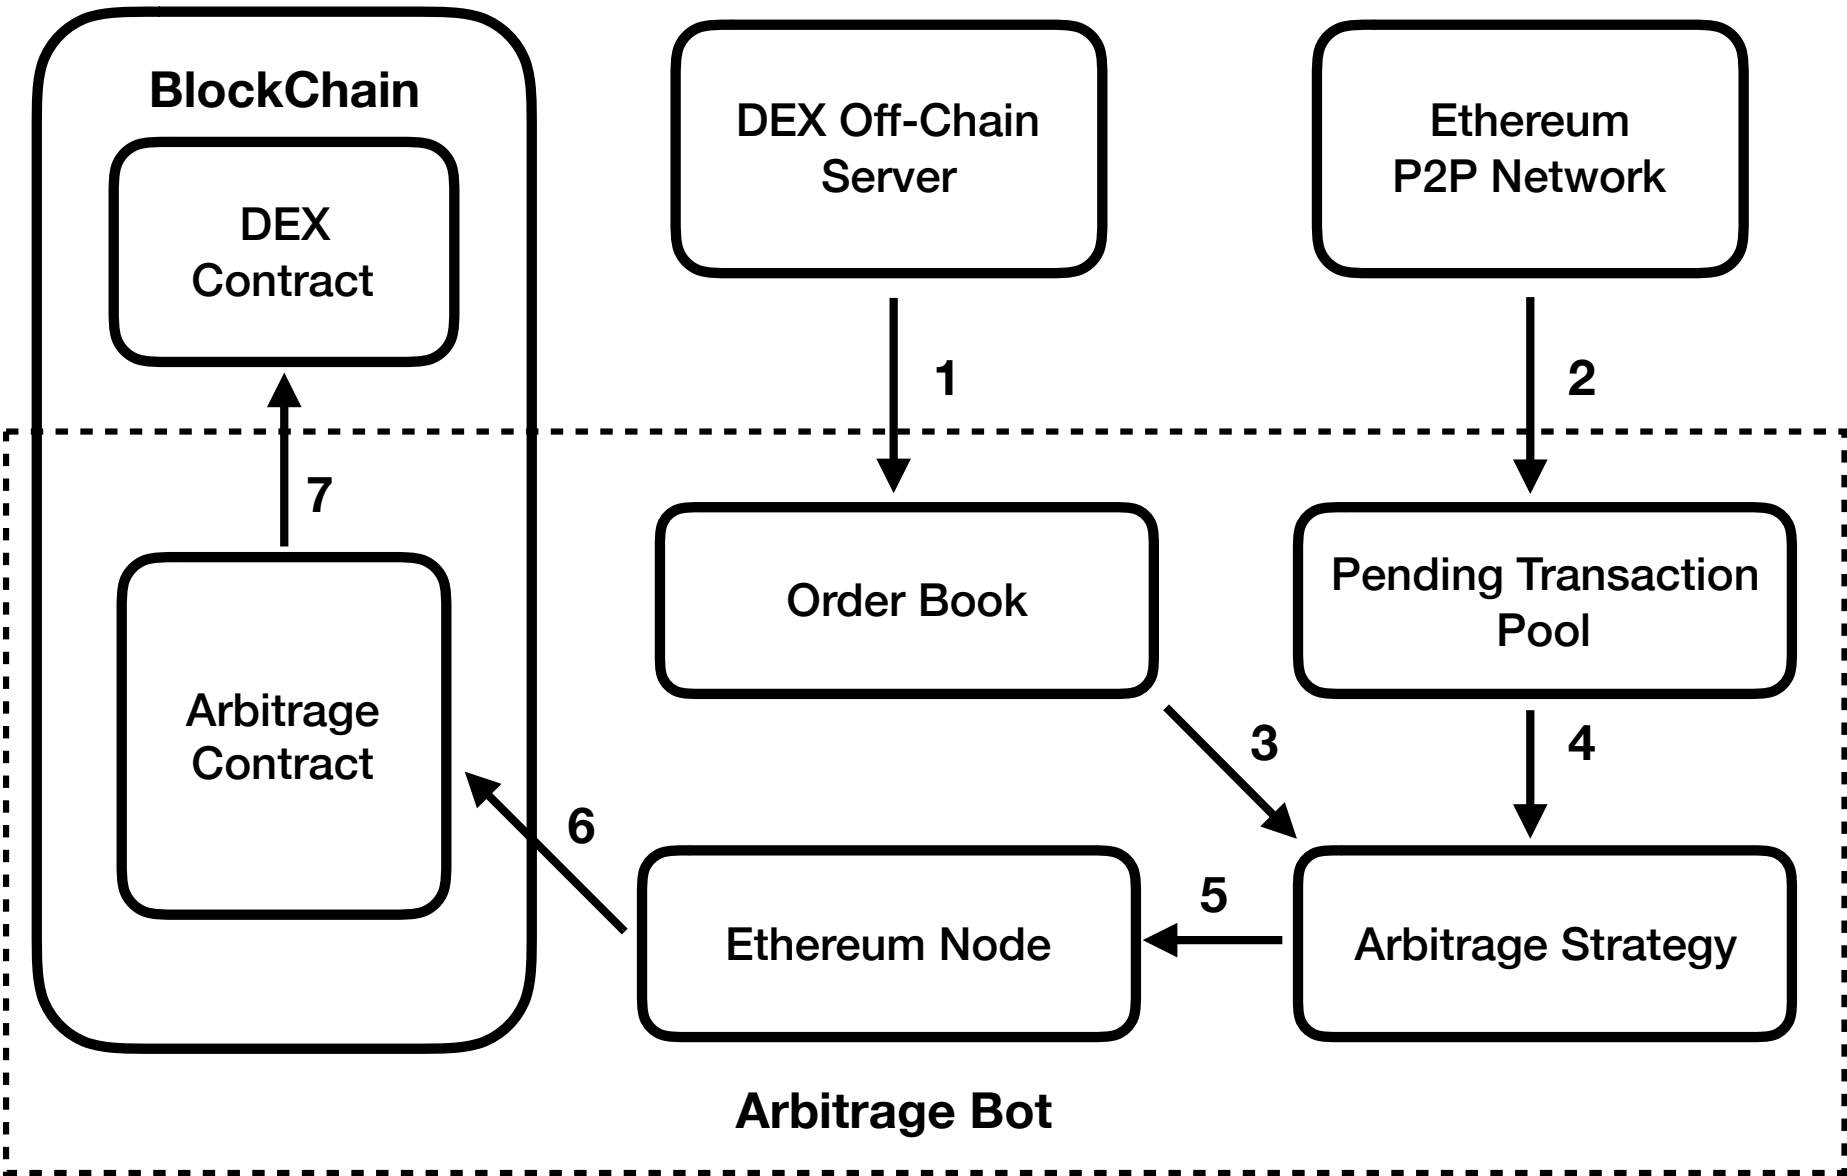 BlockChain
DEX
Contract
DEX Off-Chain
Server
Ethereum
P2P Network
1
2
7
Order Book
Pending Transaction
Pool
Arbitrage
Contract
3
4
6
5
Ethereum Node
Arbitrage Strategy
Arbitrage Bot